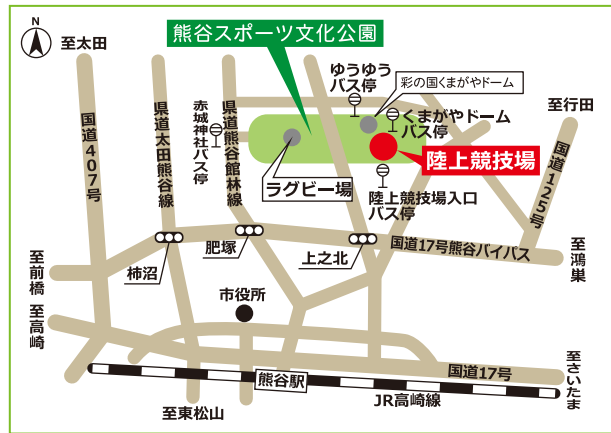 N
至太田
熊谷スポーツ文化公園
ゆうゆう
バス停
彩の国くまがやドーム
くまがやドーム
バス停
至行田
国道407号
県道太田熊谷線
赤城神社バス停
県道熊谷館林線
ラグビー場
陸上競技場
陸上競技場入口
バス停
国道125号
肥塚
上之北
国道17号熊谷バイパス
柿沼
至前橋
至鴻巣
市役所
至高崎
国道17号
熊谷駅
JR高崎線
至さいたま
至東松山